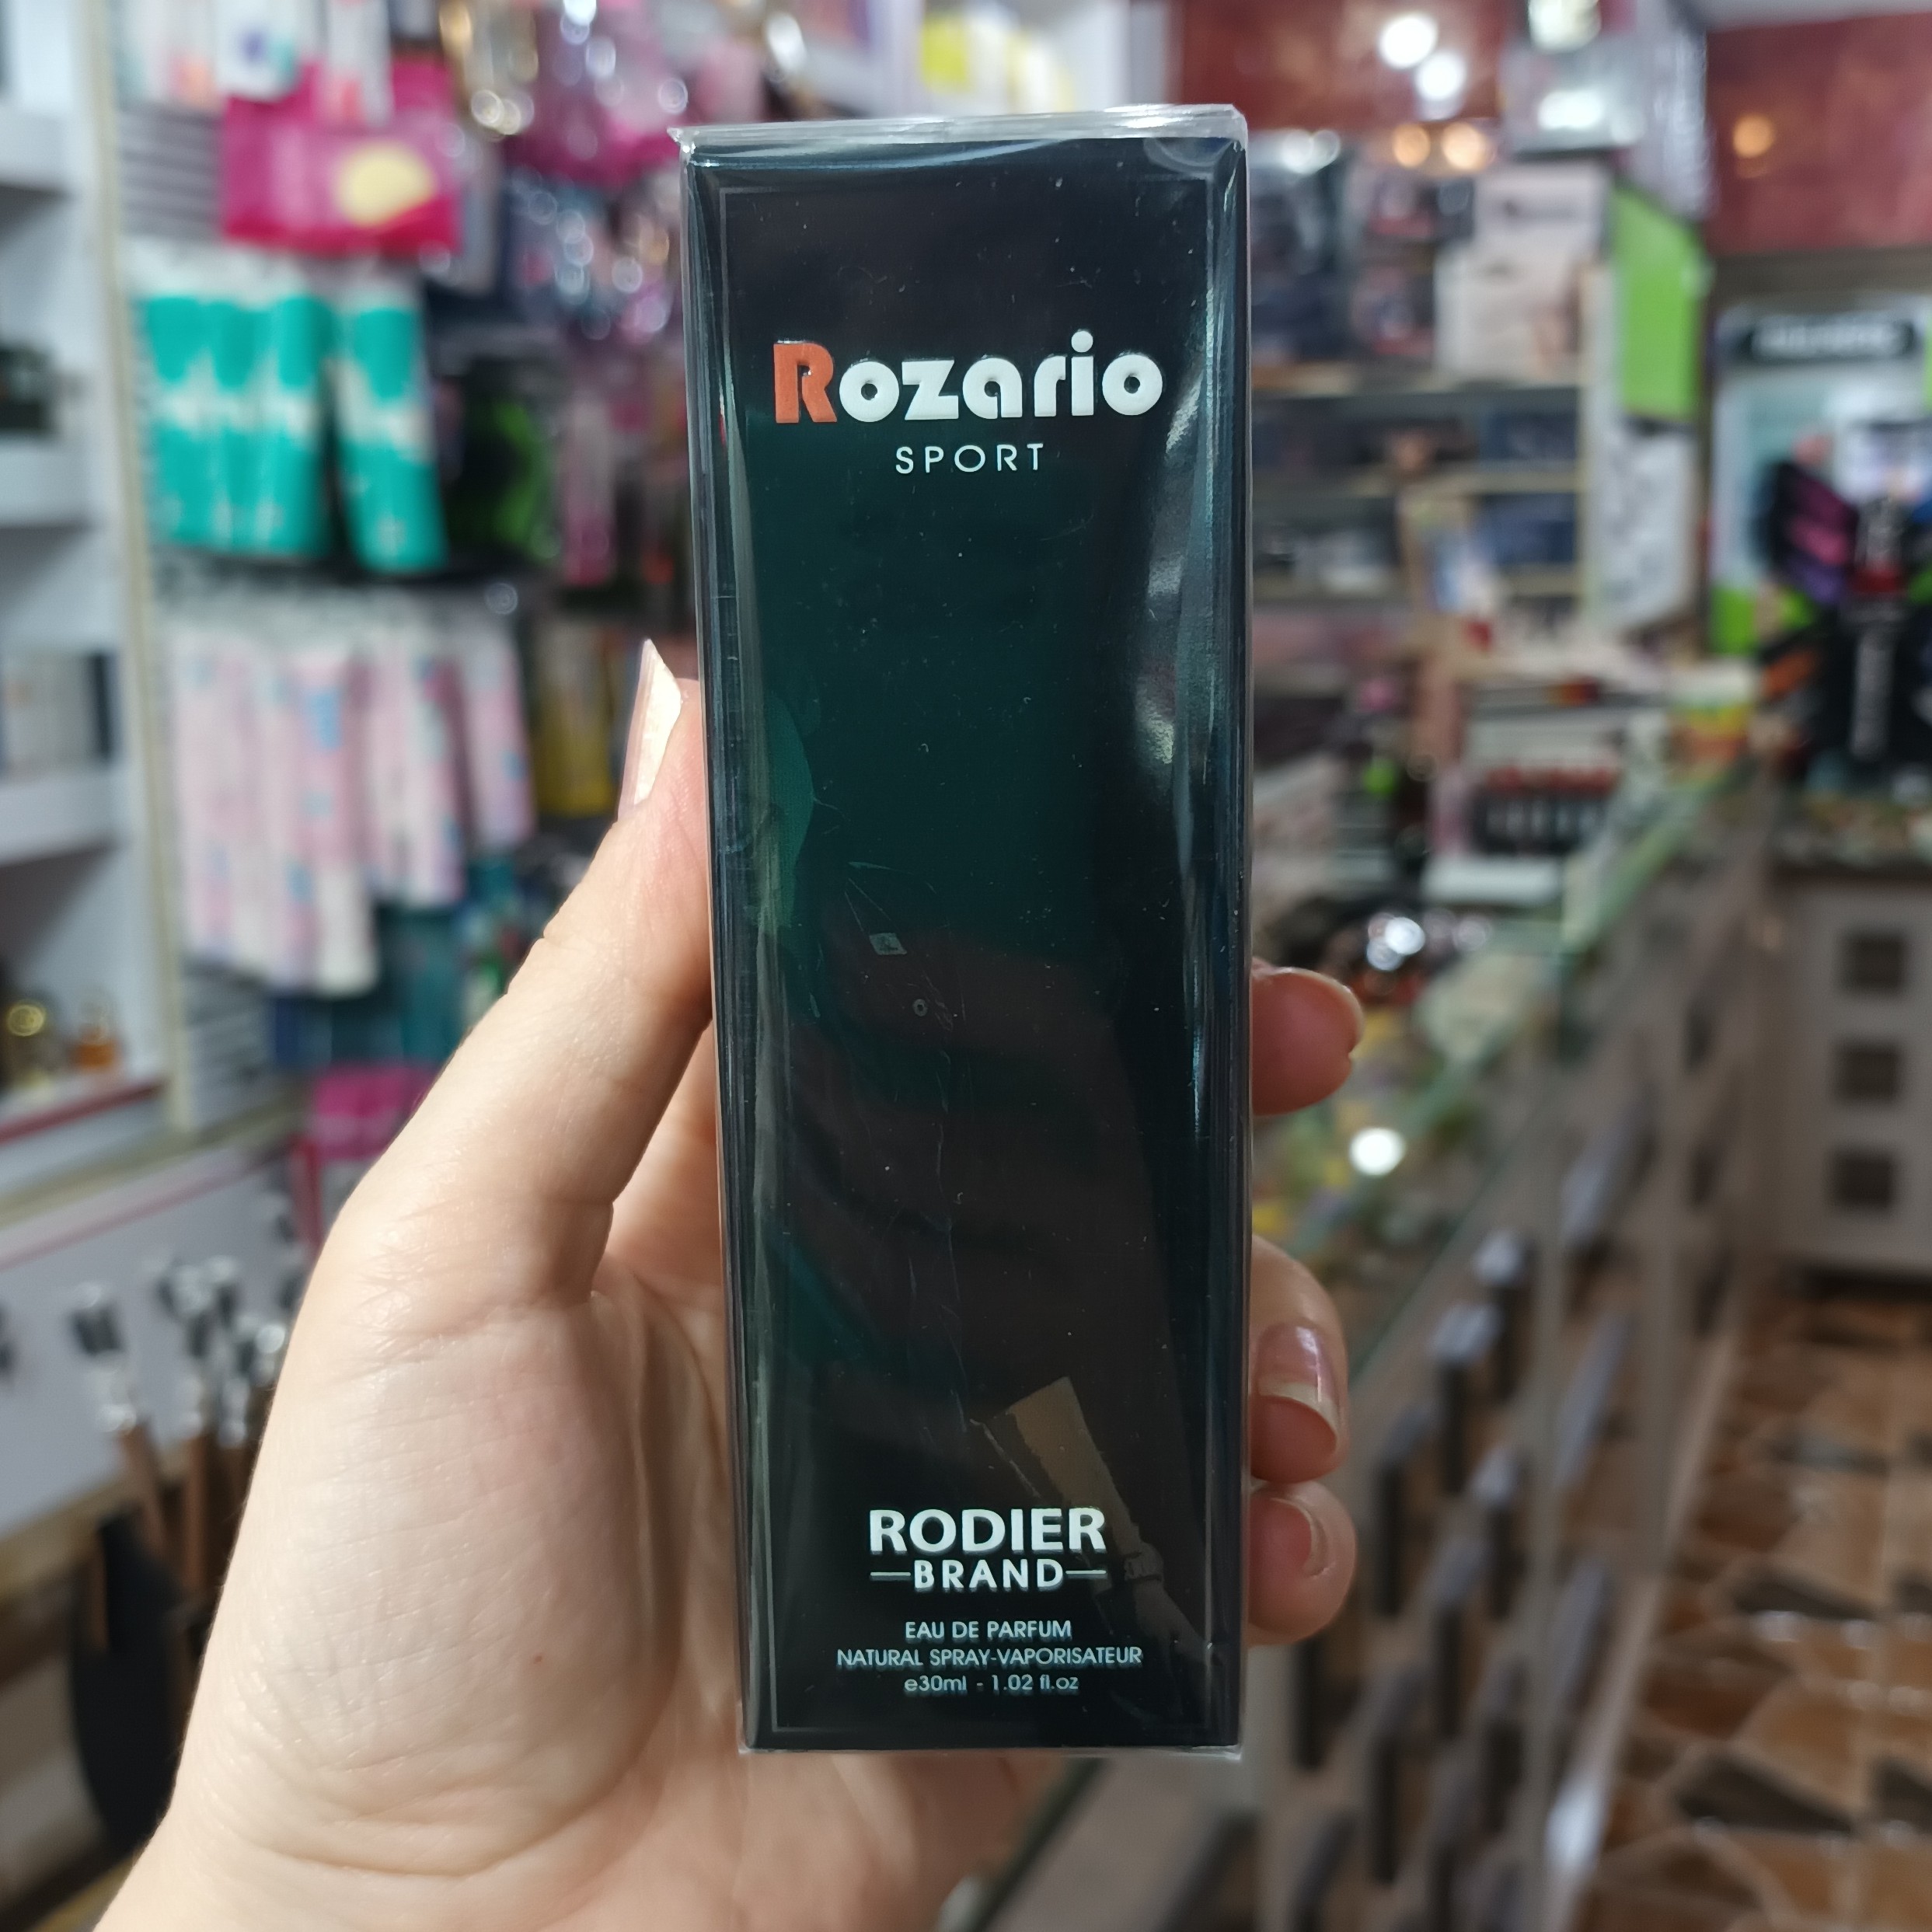 Rozario
SPORT
RODIER
BRAND
EAU DE PARFUM
NATURAL SPRAY-VAPORISATEUR
e30ml - 1.02 fl.oz